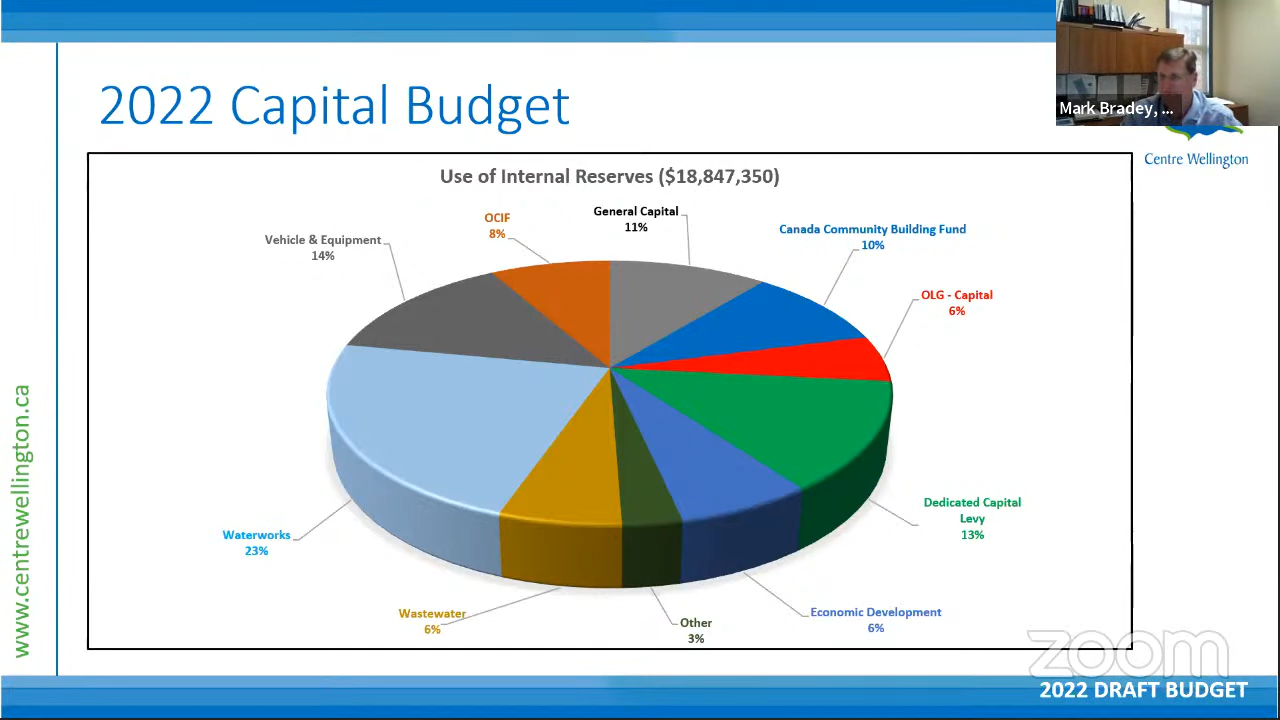 Mark Bradey, ...
2022 Capital Budget
Centre Wellington
Use of Internal Reserves ($18,847,350)
General Capital
11%
OCIF
8%
Canada Community Building Fund
10%
Vehicle & Equipment
14%
OLG - Capital
6%
Dedicated Capital
Levy
13%
Waterworks
23%
Economic Development
6%
Wastewater
6%
Other
3%
www.centrewellington.ca
zoom
2022 DRAFT BUDGET